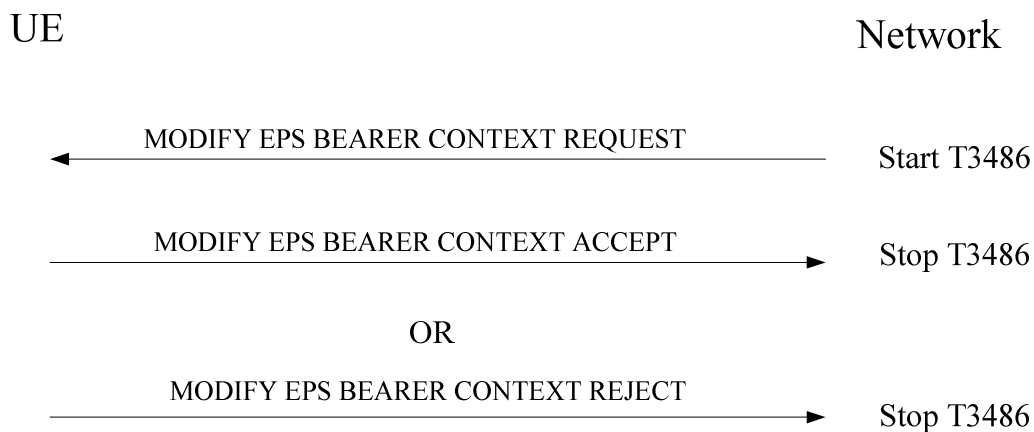 UE
Network
MODIFY EPS BEARER CONTEXT REQUEST
Start T3486
MODIFY EPS BEARER CONTEXT ACCEPT
Stop T3486
OR
MODIFY EPS BEARER CONTEXT REJECT
Stop T3486